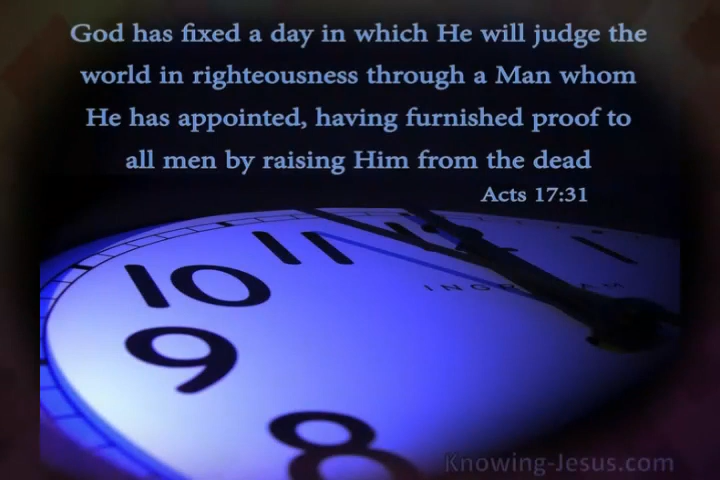 God has fixed a day in which He will judge the
world in righteousness through a Man whom
He has appointed, having furnished proof to
all men by raising Him from the dead
Acts 17:31
11
10
9
8
Knowing-Jesus.com